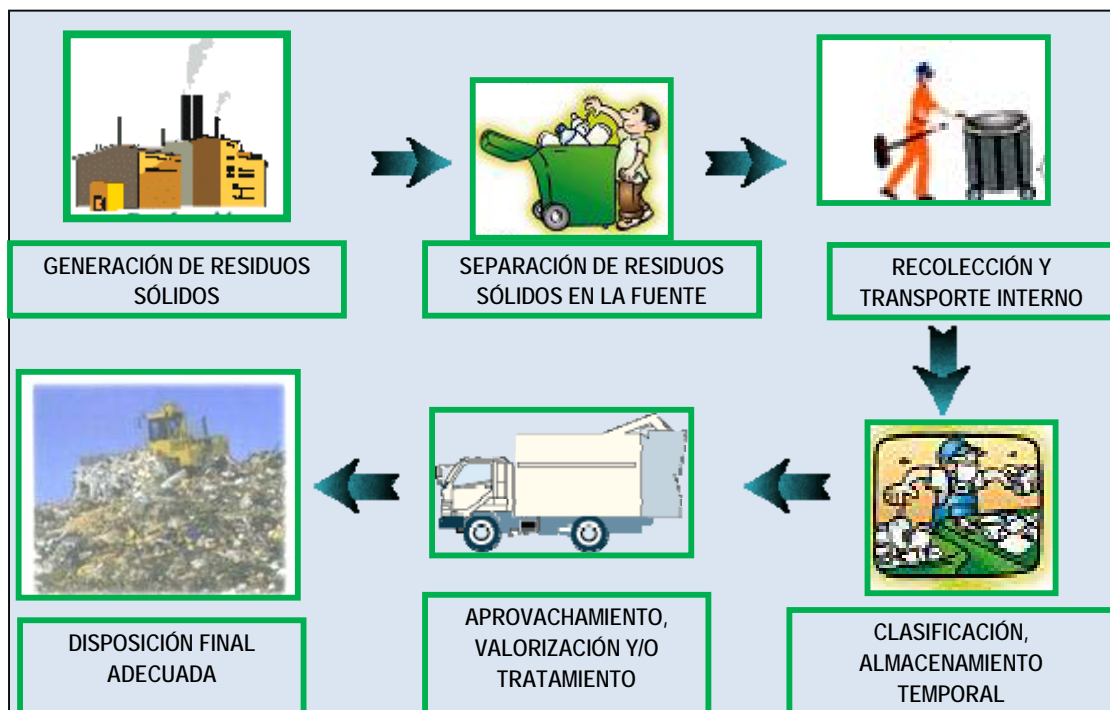 GENERACIÓN DE RESIDUOS
SÓLIDOS
SEPARACIÓN DE RESIDUOS
SÓLIDOS EN LA FUENTE
RECOLECCIÓN Y
TRANSPORTE INTERNO
CLASIFICACIÓN,
ALMACENAMIENTO
TEMPORAL
APROVACHAMIENTO,
VALORIZACIÓN Y/O
TRATAMIENTO
DISPOSICIÓN FINAL
ADECUADA